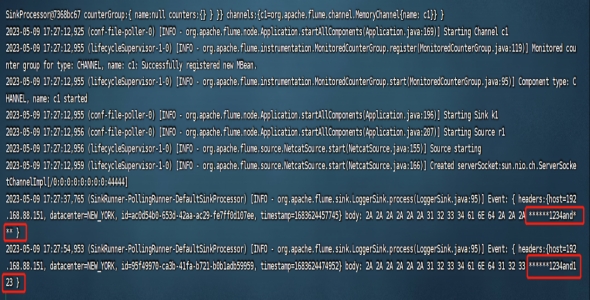 SinkProcessor@7368bc67 counterGroup:{ name:null counters:{} } }} channels:{c1=org.apache.flume.channel.MemoryChannel{name: c1}} }
2023-05-09 17:27:12,925 (conf-file-poller-0) [INFO - org.apache.flume.node.Application.startAllComponents(Application.java:169)] Starting Channel c1
2023-05-09 17:27:12,955 (lifecycleSupervisor-1-0) [INFO - org.apache.flume.instrumentation.MonitoredCounterGroup.register(MonitoredCounterGroup.java:119)] Monitored cou
nter group for type: CHANNEL, name: c1: Successfully registered new MBean.
2023-05-09 17:27:12,955 (lifecycleSupervisor-1-0) [INFO - org.apache.flume.instrumentation.MonitoredCounterGroup.start(MonitoredCounterGroup.java:95)] Component type: C
HANNEL, name: c1 started
2023-05-09 17:27:12,955 (conf-file-poller-0) [INFO - org.apache.flume.node.Application.startAllComponents(Application.java:196)] Starting Sink k1
2023-05-09 17:27:12,956 (conf-file-poller-0) [INFO - org.apache.flume.node.Application.startAllComponents(Application.java:207)] Starting Source r1
2023-05-09 17:27:12,956 (lifecycleSupervisor-1-0) [INFO - org.apache.flume.source.NetcatSource.start(NetcatSource.java:155)] Source starting
2023-05-09 17:27:12,959 (lifecycleSupervisor-1-0) [INFO - org.apache.flume.source.NetcatSource.start(NetcatSource.java:166)] Created serverSocket:sun.nio.ch.ServerSocke
tChannelImpl[/0:0:0:0:0:0:0:0:44444]
2023-05-09 17:27:37,765 (SinkRunner-PollingRunner-DefaultSinkProcessor) [INFO - org.apache.flume.sink.LoggerSink.process(LoggerSink.java:95)] Event: { headers:{host=192
.168.88.151, datacenter=NEW_YORK, id=ac0d54b0-653d-42aa-ac29-fe7ff0d107ee, timestamp=1683624457745} body: 2A 2A 2A 2A 2A 2A 31 32 33 34 61 6E 64 2A 2A 2A ******1234and*
** }
2023-05-09 17:27:54,953 (SinkRunner-PollingRunner-DefaultSinkProcessor) [INFO - org.apache.flume.sink.LoggerSink.process(LoggerSink.java:95)] Event: { headers:{host=192
.168.88.151, datacenter=NEW_YORK, id=95f49970-ca3b-41fa-b721-b0b1adb59959, timestamp=1683624474952} body: 2A 2A 2A 2A 2A 2A 31 32 33 34 61 6E 64 31 32 33 ******1234and1
23 }